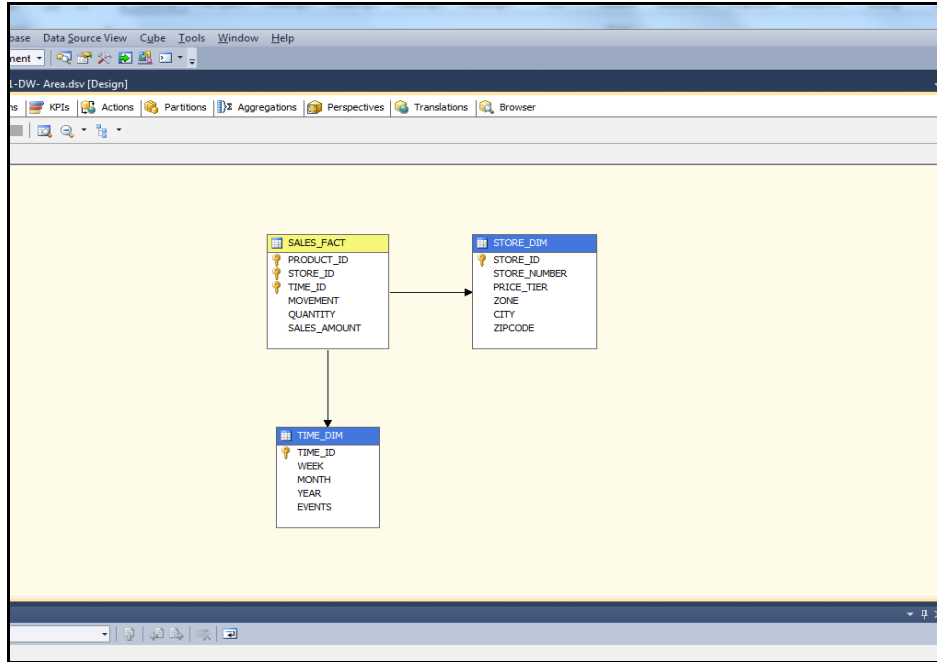 base Data Source View Cube Tools Window Help
ment
1-DW- Area.dsv [Design]
ns KPIs Actions Partitions Aggregations Perspectives Translations Browser
SALES_FACT
PRODUCT_ID
STORE_ID
TIME_ID
MOVEMENT
QUANTITY
SALES_AMOUNT
STORE_DIM
STORE_ID
STORE_NUMBER
PRICE_TIER
ZONE
CITY
ZIPCODE
TIME_DIM
TIME_ID
WEEK
MONTH
YEAR
EVENTS